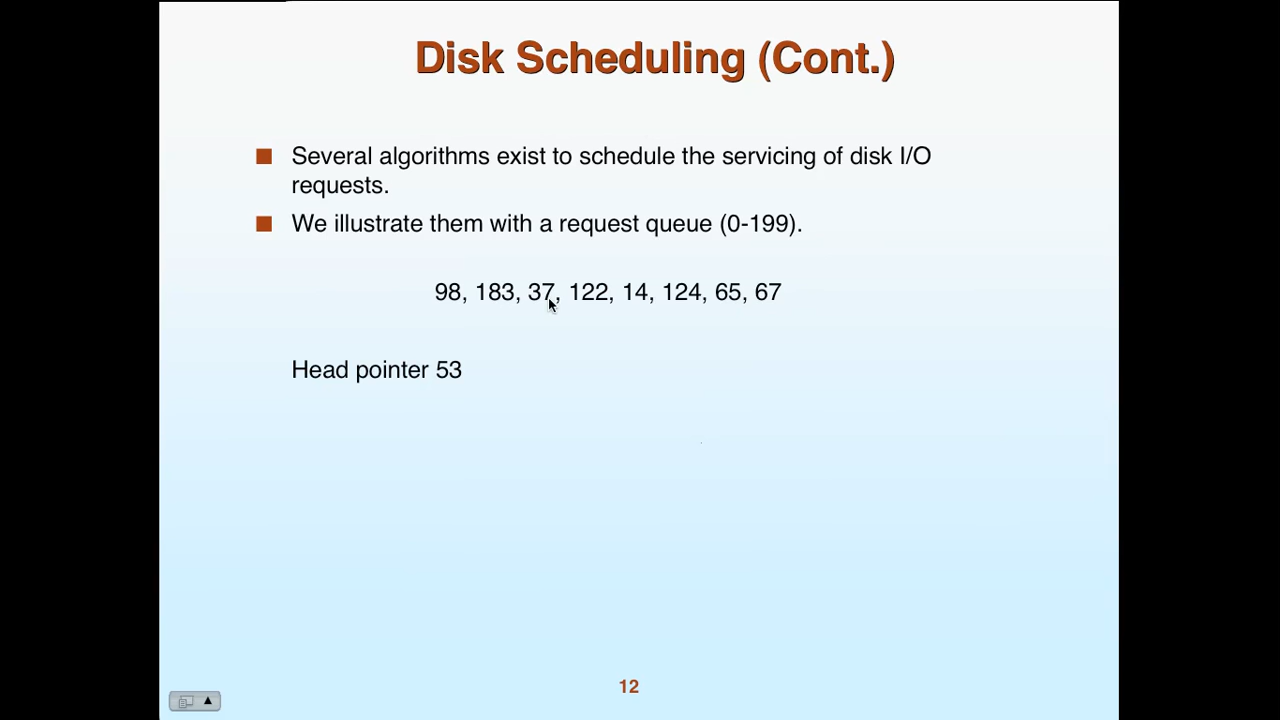 Disk Scheduling (Cont.)
Several algorithms exist to schedule the servicing of disk I/O
requests.
We illustrate them with a request queue (0-199).
98, 183, 37, 122, 14, 124, 65, 67
Head pointer 53
12